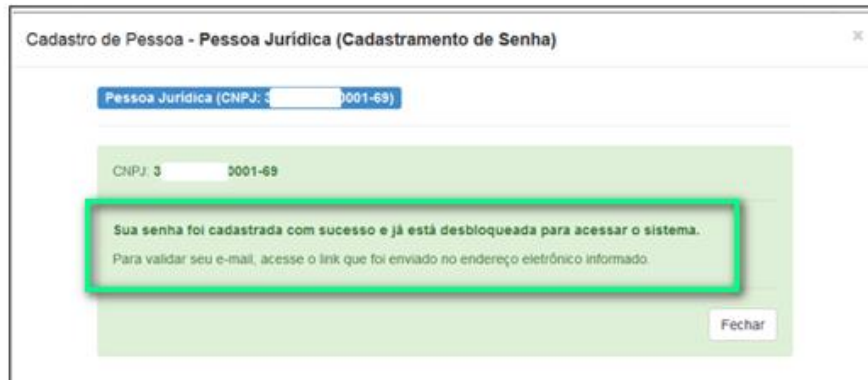 Cadastro de Pessoa - Pessoa Jurídica (Cadastramento de Senha) ×
Pessoa Jurídica (CNPJ: 3 0001-69)
CNPJ: 3 0001-69
Sua senha foi cadastrada com sucesso e já está desbloqueada para acessar o sistema.
Para validar seu e-mail, acesse o link que foi enviado no endereço eletrônico informado.
Fechar